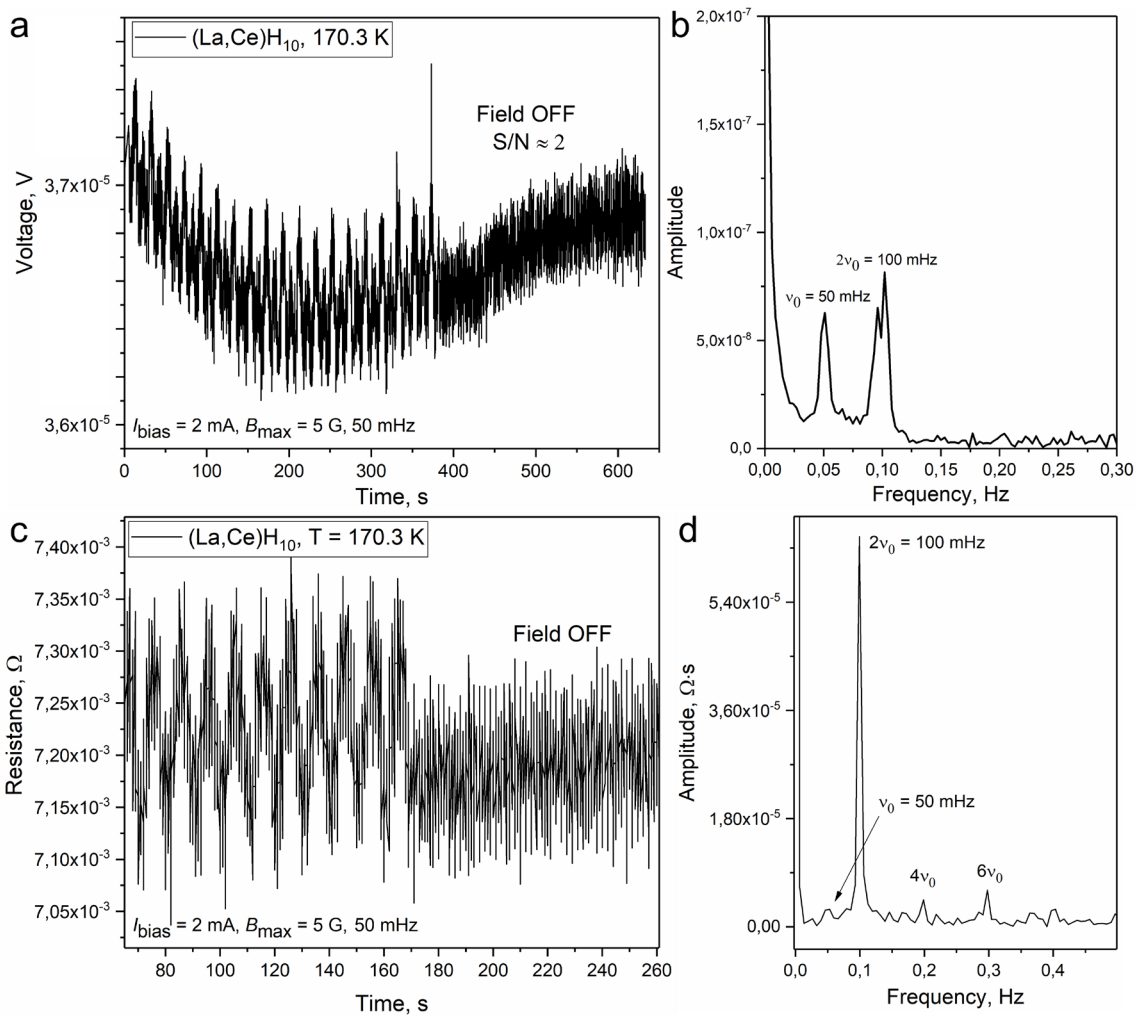 a
(La,Ce)H₁₀, 170.3 K
Field OFF
S/N ≈ 2
3,7x10⁻⁵
3,6x10⁻⁵
Voltage, V
I_bias = 2 mA, B_max = 5 G, 50 mHz
0 100 200 300 400 500 600
Time, s
b
2,0x10⁻⁷
1,5x10⁻⁷
1,0x10⁻⁷
5,0x10⁻⁸
0,0
Amplitude
2ν₀ = 100 mHz
ν₀ = 50 mHz
0,00 0,05 0,10 0,15 0,20 0,25 0,30
Frequency, Hz
c
(La,Ce)H₁₀, T = 170.3 K
Field OFF
7,40x10⁻³
7,35x10⁻³
7,30x10⁻³
7,25x10⁻³
7,20x10⁻³
7,15x10⁻³
7,10x10⁻³
7,05x10⁻³
Resistance, Ω
I_bias = 2 mA, B_max = 5 G, 50 mHz
80 100 120 140 160 180 200 220 240 260
Time, s
d
2ν₀ = 100 mHz
5,40x10⁻⁵
3,60x10⁻⁵
1,80x10⁻⁵
0,00
Amplitude, Ω·s
ν₀ = 50 mHz
4ν₀
6ν₀
0,0 0,1 0,2 0,3 0,4
Frequency, Hz